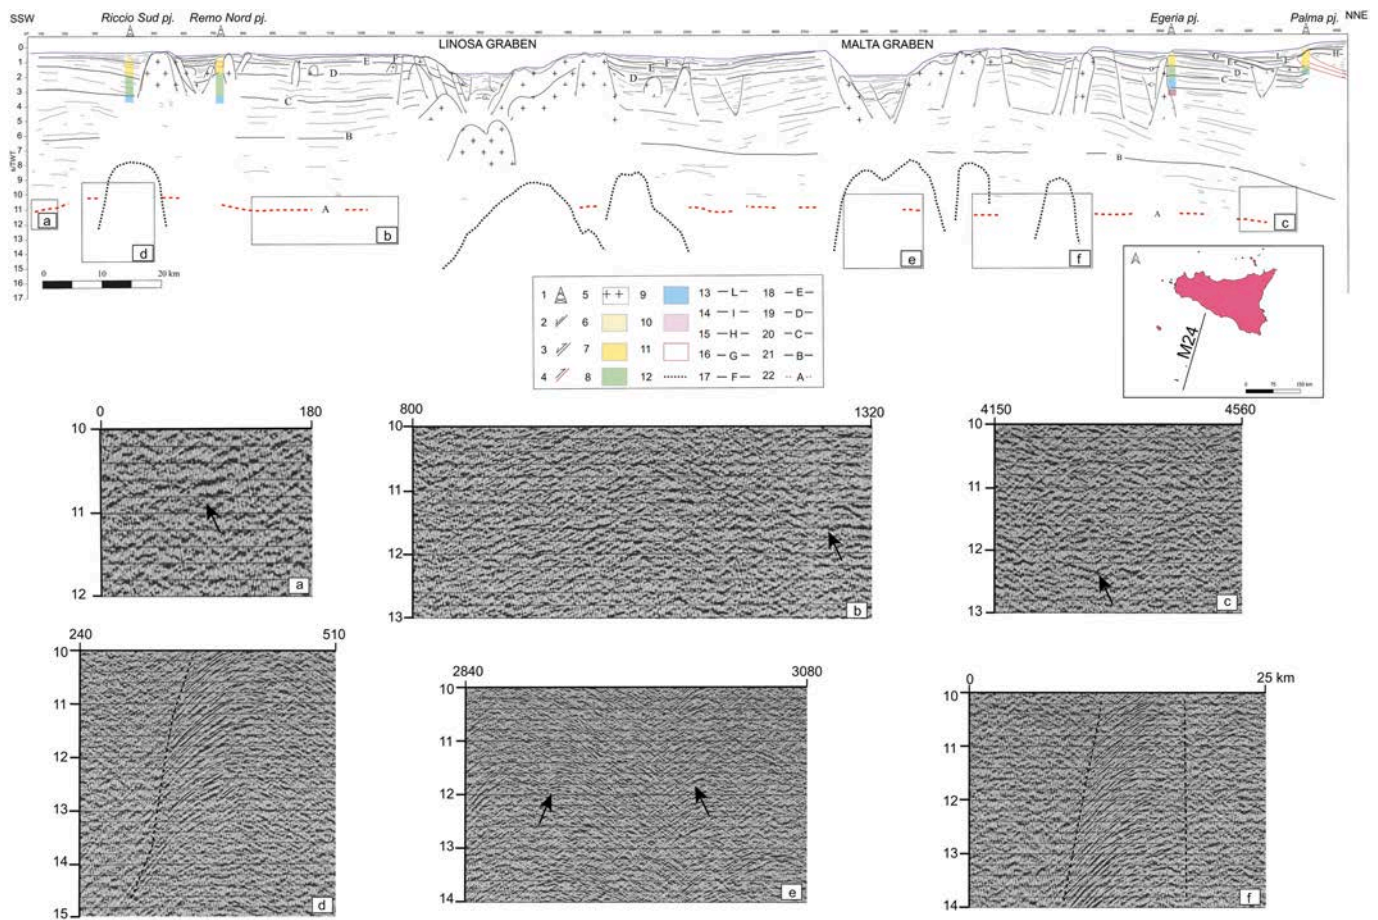 SSW
Riccio Sud pj.
Remo Nord pj.
Egeria pj.
Palma pj.
NNE
LINOSA GRABEN
MALTA GRABEN
s/TWT
0
1
2
3
4
5
6
7
8
9
10
11
12
13
14
15
16
17
E
F
D
C
B
A
E
F
D
G
E
D
C
I
F
H
B
A
a
d
b
e
f
c
0 10 20 km
1 5 ++ 9 13 —L— 18 —E—
2 6 10 14 —I— 19 —D—
15 —H— 20 —C—
3 7 11 16 —G— 21 —B—
4 8 12 17 —F— 22 ··A··
M24
0 75 150 km
0 180
10
11
12
a
800 1320
10
11
12
13
b
4150 4560
10
11
12
13
c
240 510
10
11
12
13
14
15
d
2840 3080
10
11
12
13
14
e
0 25 km
10
11
12
13
14
f